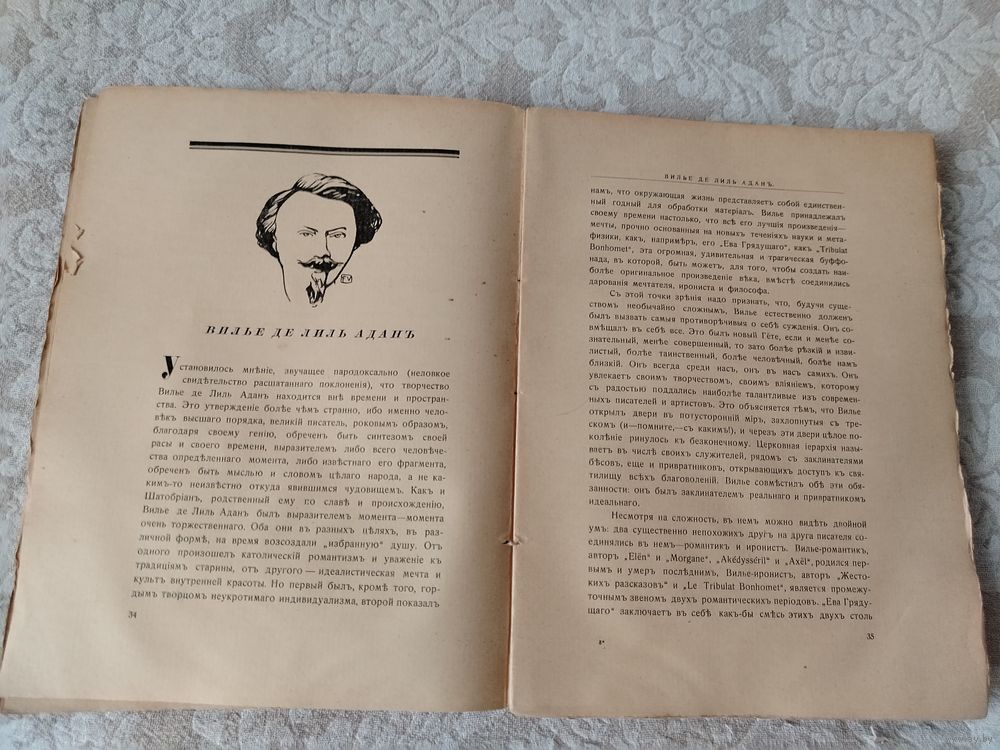 ВИЛЬЕ ДЕ ЛИЛЬ АДАНЪ
Установилось мнѣніе, звучащее пародоксально (неловкое
свидѣтельство расшатаннаго поклоненія), что творчество
Вилье де Лиль Аданъ находится внѣ времени и простран-
ства. Это утвержденіе болѣе чѣмъ странно, ибо именно чело-
вѣкъ высшаго порядка, великій писатель, роковымъ образомъ,
благодаря своему генію, обреченъ быть синтезомъ своей
расы и своего времени, выразителемъ либо всего человѣче-
ства опредѣленнаго момента, либо извѣстнаго его фрагмента,
обреченъ быть мыслью и словомъ цѣлаго народа, а не ка-
кимъ-то неизвѣстно откуда явившимся чудовищемъ. Какъ и
Шатобріанъ, родственный ему по славѣ и происхожденію,
Вилье де Лиль Аданъ былъ выразителемъ момента—момента
очень торжественнаго. Оба они въ разныхъ цѣляхъ, въ раз-
личной формѣ, на время возсоздали „избранную“ душу. Отъ
одного произошелъ католическій романтизмъ и уваженіе къ
традиціямъ старины, отъ другого — идеалистическая мечта и
культъ внутренней красоты. Но первый былъ, кромѣ того, гор-
дымъ творцомъ неукротимаго индивидуализма, второй показалъ
34
ВИЛЬЕ ДЕ ЛИЛЬ АДАНЪ.
намъ, что окружающая жизнь представляетъ собой единствен-
ный годный для обработки матеріалъ. Вилье принадлежалъ
своему времени настолько, что всѣ его лучшія произведенія—
мечты, прочно основанныя на новыхъ теченіяхъ науки и мета-
физики, какъ, напримѣръ, его „Ева Грядущаго“, какъ „Tribulat
Bonhomet“, эта огромная, удивительная и трагическая буффо-
нада, въ которой, быть можетъ, для того, чтобы создать наи-
болѣе оригинальное произведеніе вѣка, вмѣстѣ соединились
дарованія мечтателя, ирониста и философа.
Съ этой точки зрѣнія надо признать, что, будучи суще-
ствомъ необычайно сложнымъ, Вилье естественно долженъ
былъ вызвать самыя противорѣчивыя о себѣ сужденія. Онъ со-
вмѣщалъ въ себѣ все. Это былъ новый Гёте, если и менѣе со-
знательный, менѣе совершенный, то зато болѣе рѣзкій и изви-
листый, болѣе таинственный, болѣе человѣчный, болѣе намъ
близкій. Онъ всегда среди насъ, онъ въ насъ самихъ. Онъ
увлекаетъ своимъ творчествомъ, своимъ вліяніемъ, которому
съ радостью поддались наиболѣе талантливые изъ современ-
ныхъ писателей и артистовъ. Это объясняется тѣмъ, что Вилье
открылъ двери въ потусторонній міръ, захлопнутыя съ тре-
скомъ (и—помните,—съ какимъ!), и черезъ эти двери цѣлое по-
колѣніе ринулось къ безконечному. Церковная іерархія назы-
ваетъ въ числѣ своихъ служителей, рядомъ съ заклинателями
бѣсовъ, еще и привратниковъ, открывающихъ доступъ къ свя-
тилищу всѣхъ благоволеній. Вилье совмѣстилъ обѣ эти обя-
занности: онъ былъ заклинателемъ реальнаго и привратникомъ
идеальнаго.
Несмотря на сложность, въ немъ можно видѣть двойной
умъ: два существенно непохожихъ другъ на друга писателя со-
единялись въ немъ—романтикъ и иронистъ. Вилье-романтикъ,
авторъ „Elën“ и „Morgane“, „Akédysséril“ и „Axël“, родился пер-
вымъ и умеръ послѣднимъ, Вилье-иронистъ, авторъ „Жесто-
кихъ разсказовъ“ и „Le Tribulat Bonhomet“, является промежу-
точнымъ звеномъ двухъ романтическихъ періодовъ. „Ева Гряду-
щаго“ заключаетъ въ себѣ какъ-бы смѣсь этихъ двухъ столь
35